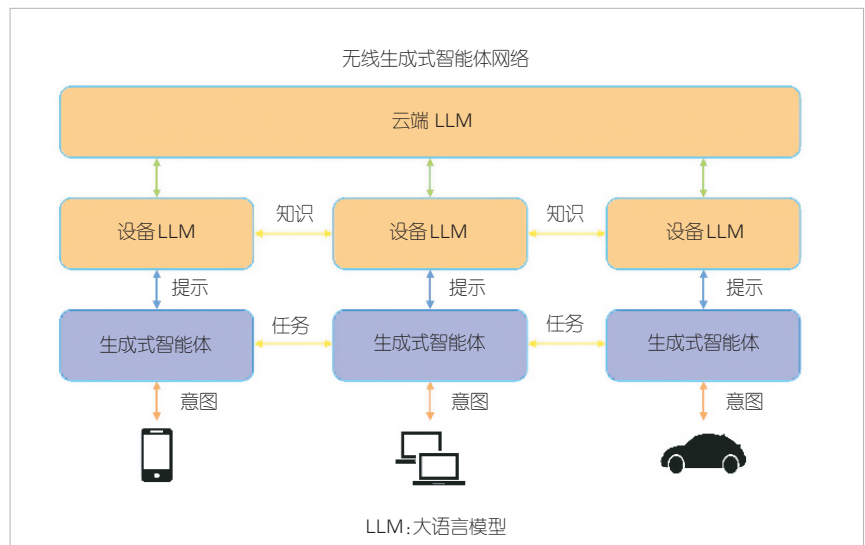 无线生成式智能体网络
云端 LLM
知识 知识
设备LLM 设备LLM 设备LLM
提示 提示 提示
任务 任务
生成式智能体 生成式智能体 生成式智能体
意图 意图 意图
LLM:大语言模型